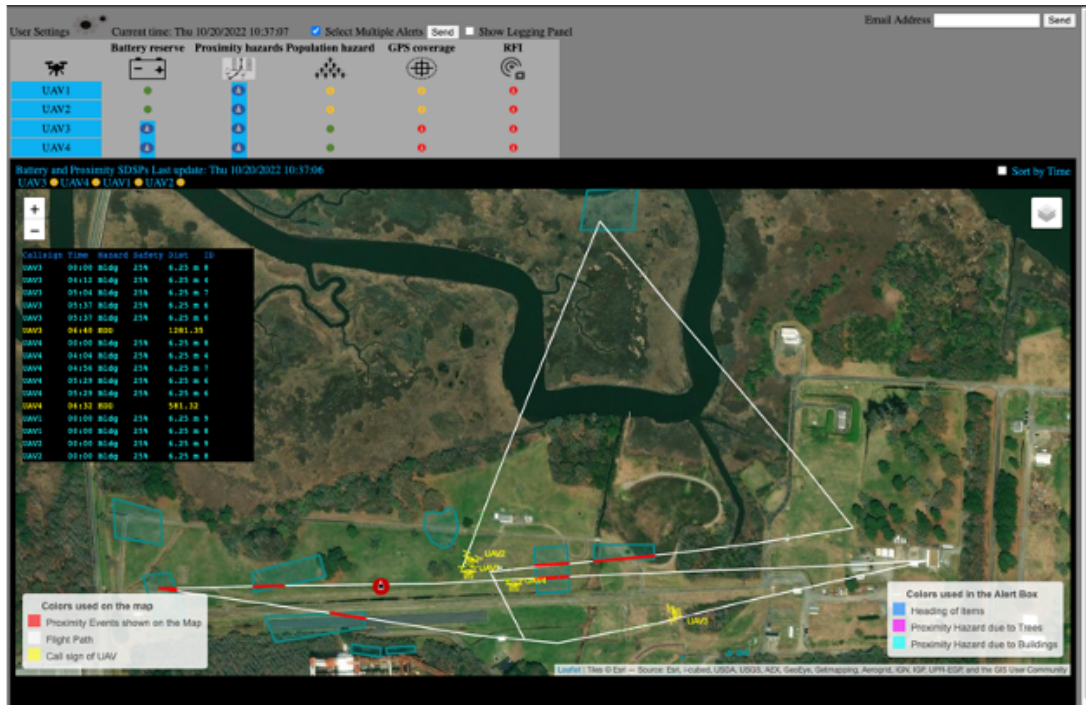 Email Address Send
User Settings Current time: Thu 10/20/2022 10:37:07 Select Multiple Alerts Send Show Logging Panel
Battery reserve Proximity hazards Population hazard GPS coverage RFI
UAV1
UAV2
UAV3
UAV4
Battery and Proximity SDSPs Last update: Thu 10/20/2022 10:37:06 Sort by Time
UAV3 UAV4 UAV1 UAV2
+
−
Callsign Time Hazard Safety Dist ID
UAV3 00:00 Bldg 25% 6.25 m 8
UAV3 04:12 Bldg 25% 6.25 m 4
UAV3 05:04 Bldg 25% 6.25 m 7
UAV3 05:37 Bldg 25% 6.25 m 6
UAV3 05:37 Bldg 25% 6.25 m 6
UAV3 06:40 1281.35
UAV4 00:00 Bldg 25% 6.25 m 8
UAV4 04:04 Bldg 25% 6.25 m 4
UAV4 04:56 Bldg 25% 6.25 m 7
UAV4 05:29 Bldg 25% 6.25 m 6
UAV4 05:29 Bldg 25% 6.25 m 6
UAV4 06:32 581.32
UAV1 00:00 Bldg 25% 6.25 m 9
UAV1 00:00 Bldg 25% 6.25 m 8
UAV2 00:00 Bldg 25% 6.25 m 9
UAV2 00:00 Bldg 25% 6.25 m 8
UAV2
UAV3
Colors used on the map
Proximity Events shown on the Map
Flight Path
Call sign of UAV
Colors used in the Alert Box
Heading of Items
Proximity Hazard due to Trees
Proximity Hazard due to Buildings
Leaflet | Tiles © Esri — Source: Esri, i-cubed, USDA, USGS, AEX, GeoEye, Getmapping, Aerogrid, IGN, IGP, UPR-EGP, and the GIS User Community